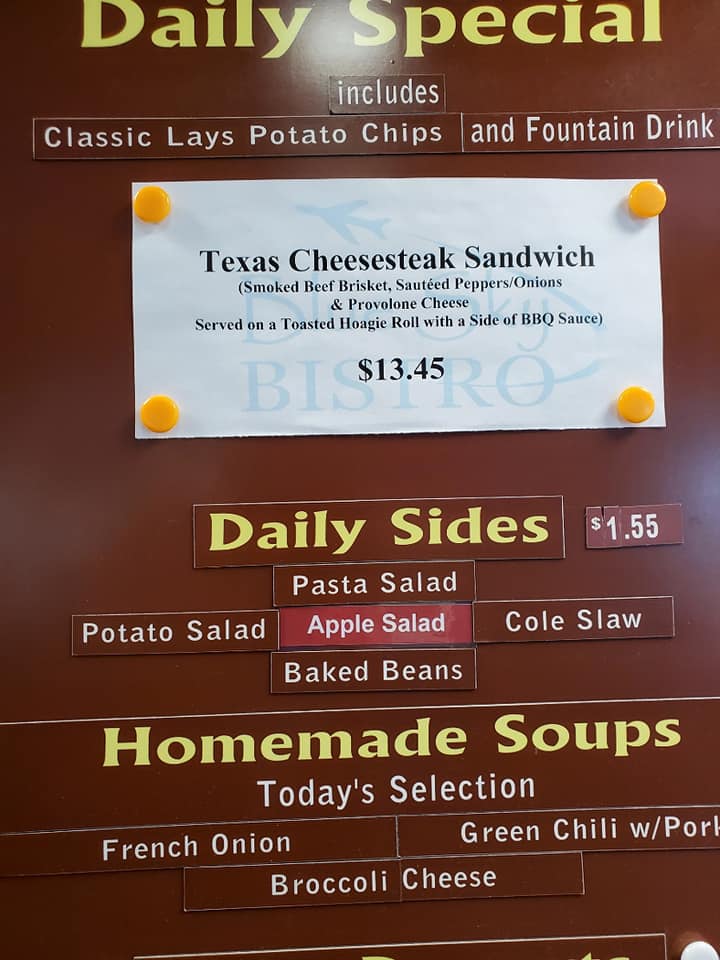 Daily Special
includes
Classic Lays Potato Chips and Fountain Drink
Texas Cheesesteak Sandwich
(Smoked Beef Brisket, Sautéed Peppers/Onions
& Provolone Cheese
Served on a Toasted Hoagie Roll with a Side of BBQ Sauce)
$13.45
Blue Sky
BISTRO
Daily Sides $1.55
Pasta Salad
Potato Salad Apple Salad Cole Slaw
Baked Beans
Homemade Soups
Today's Selection
French Onion Green Chili w/Pork
Broccoli Cheese